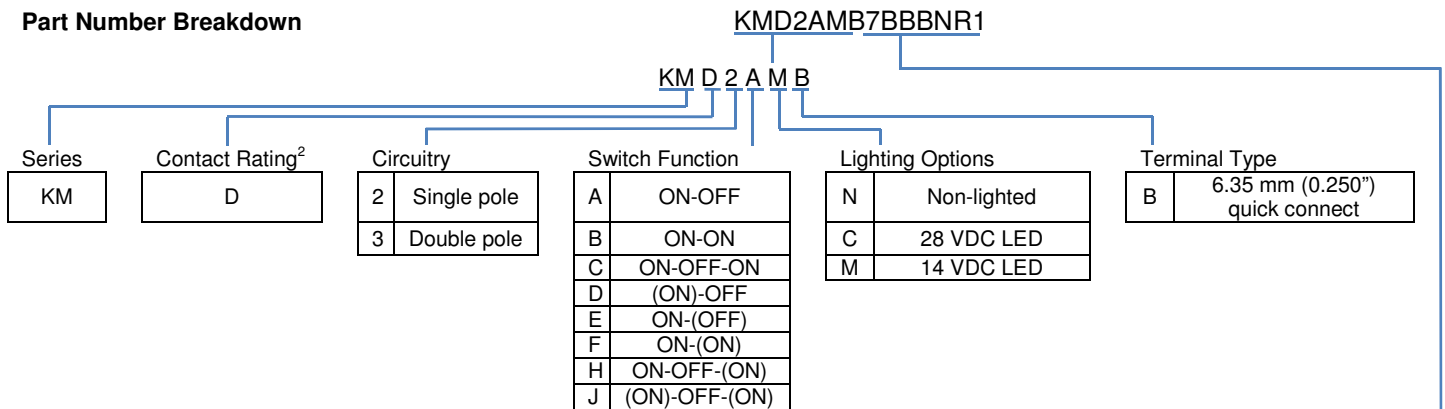 Part Number Breakdown
KMD2AMB7BBBNR1
KM D 2 A M B
Series
KM
Contact Rating2
D
Circuitry
2 Single pole
3 Double pole
Switch Function
A ON-OFF
B ON-ON
C ON-OFF-ON
D (ON)-OFF
E ON-(OFF)
F ON-(ON)
H ON-OFF-(ON)
J (ON)-OFF-(ON)
Lighting Options
N Non-lighted
C 28 VDC LED
M 14 VDC LED
Terminal Type
B 6.35 mm (0.250”)
quick connect